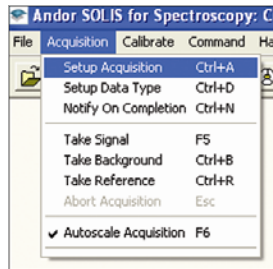 Andor SOLIS for Spectroscopy: C
File Acquisition Calibrate Command Ha
Setup Acquisition Ctrl+A
Setup Data Type Ctrl+D
Notify On Completion Ctrl+N
Take Signal F5
Take Background Ctrl+B
Take Reference Ctrl+R
Abort Acquisition Esc
Autoscale Acquisition F6